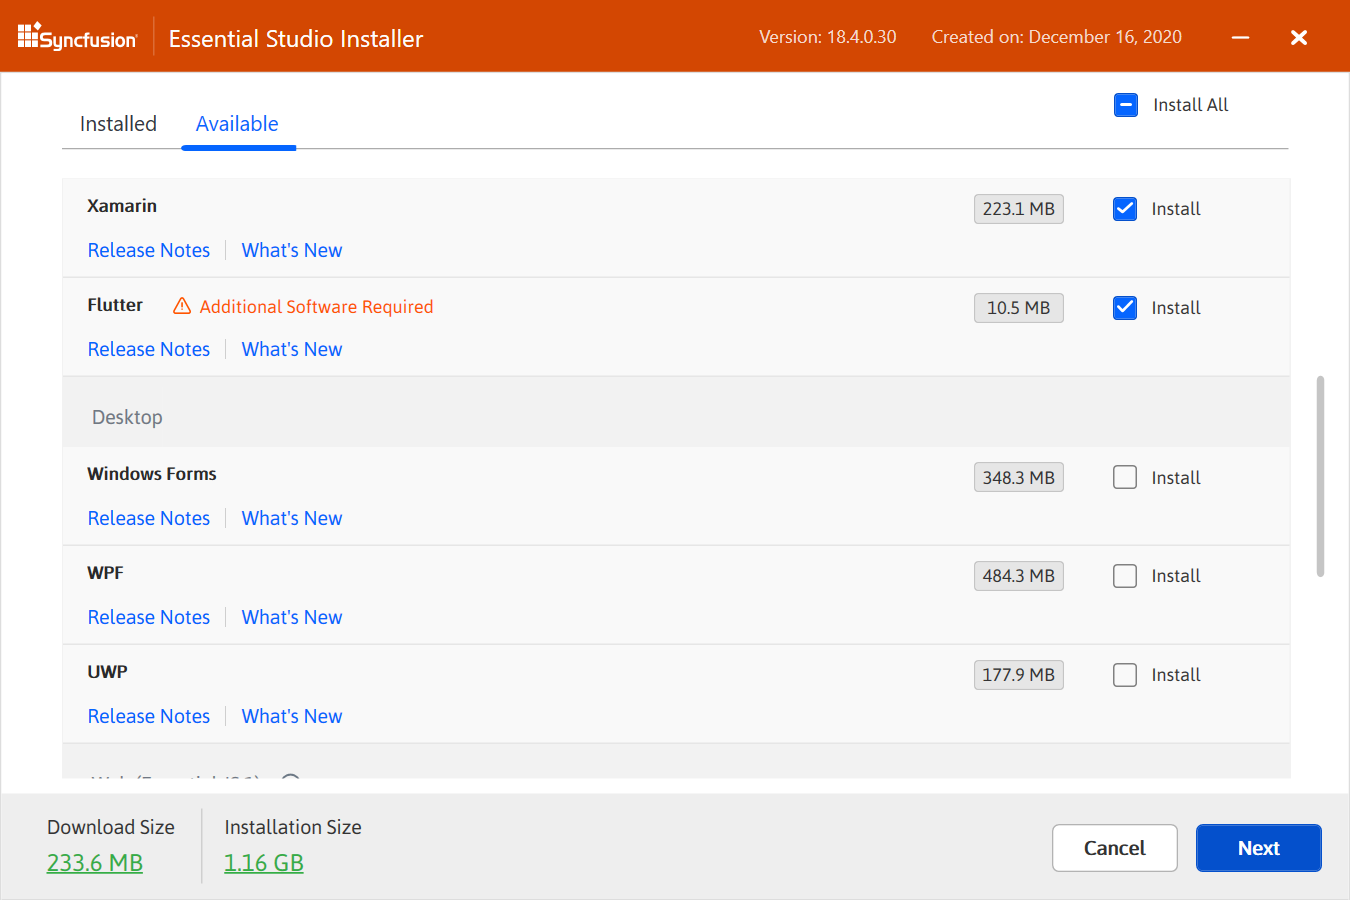 Syncfusion
Essential Studio Installer
Version: 18.4.0.30
Created on: December 16, 2020
Installed
Available
Install All
Xamarin
223.1 MB
Install
Release Notes
What's New
Flutter
Additional Software Required
10.5 MB
Install
Release Notes
What's New
Desktop
Windows Forms
348.3 MB
Install
Release Notes
What's New
WPF
484.3 MB
Install
Release Notes
What's New
UWP
177.9 MB
Install
Release Notes
What's New
Download Size
233.6 MB
Installation Size
1.16 GB
Cancel
Next